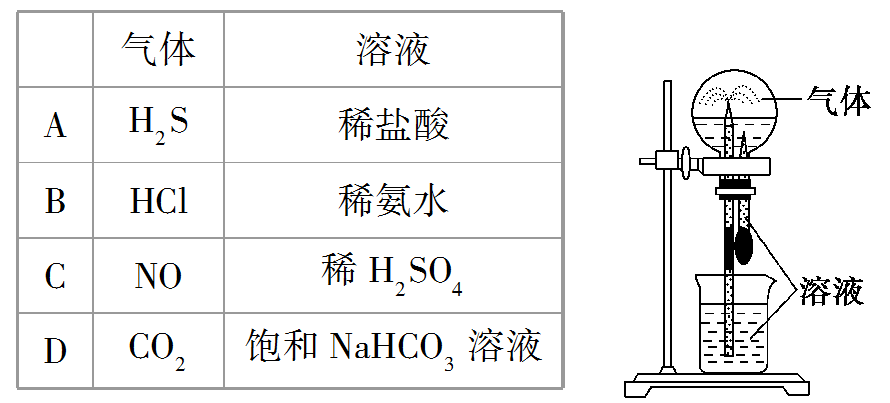 气体 溶液
A H₂S 稀盐酸
B HCl 稀氨水
C NO 稀 H₂SO₄
D CO₂ 饱和 NaHCO₃ 溶液
气体
溶液